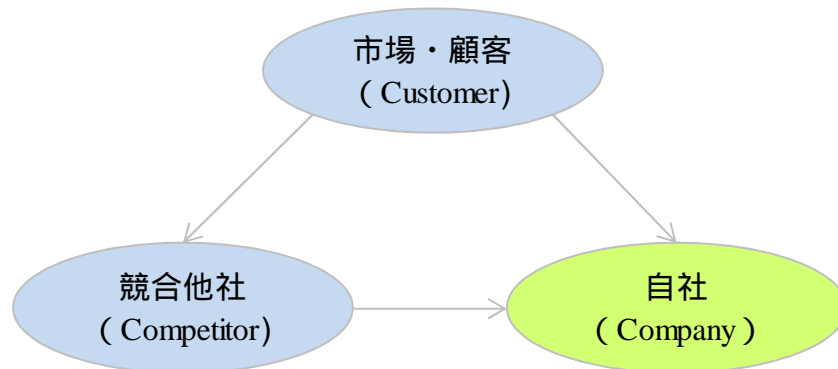 市場・顧客
（Customer)
競合他社
（Competitor)
自社
（Company）